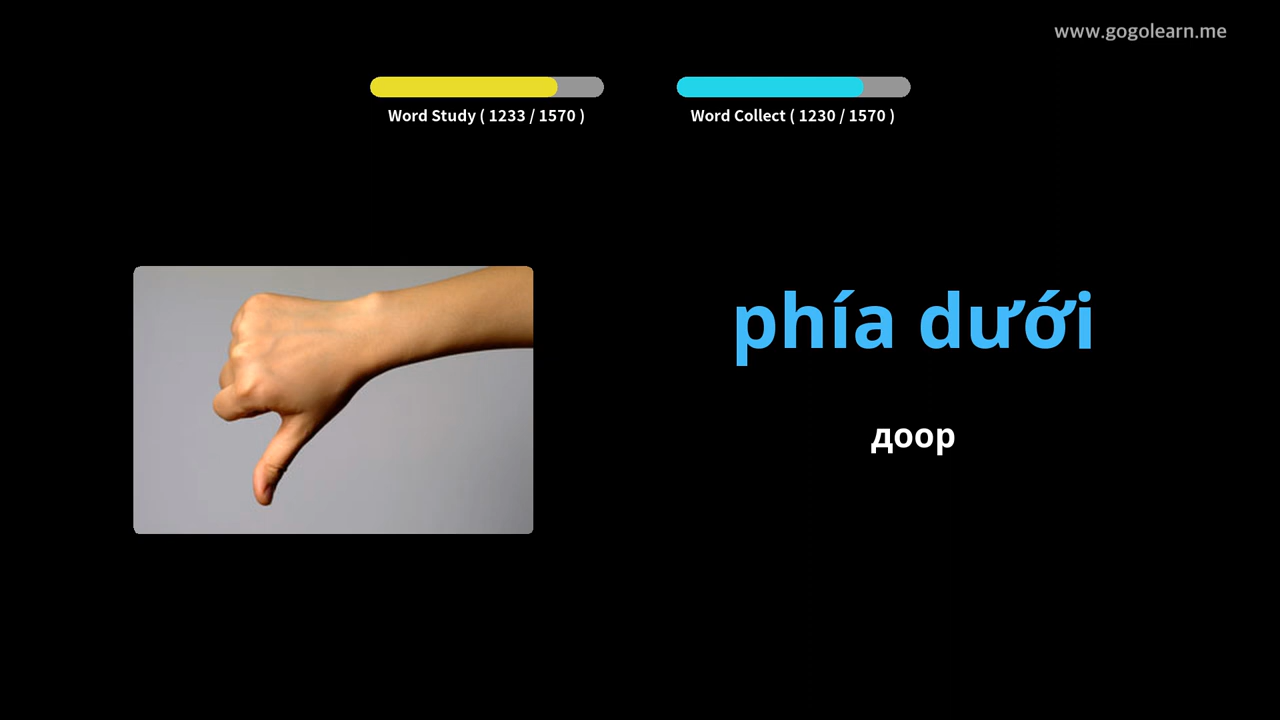 www.gogolearn.me
Word Study ( 1233 / 1570 )
Word Collect ( 1230 / 1570 )
phía dưới
доор